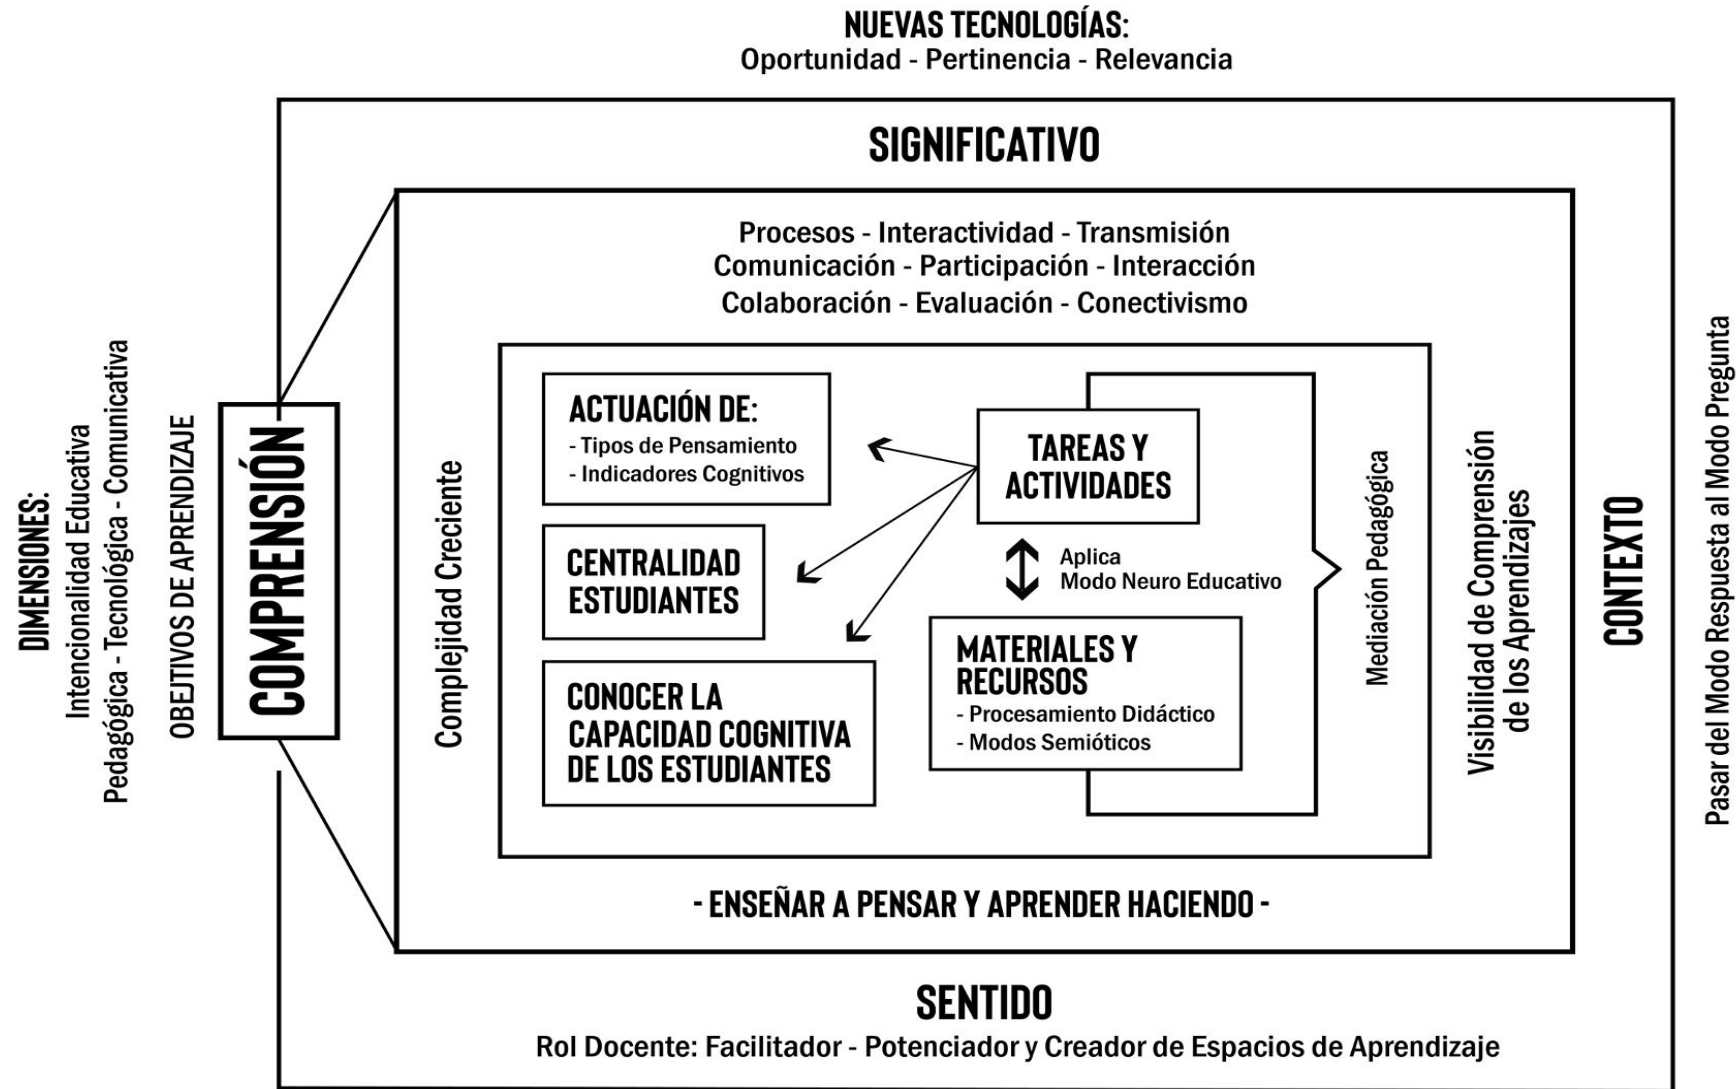 NUEVAS TECNOLOGÍAS:
Oportunidad - Pertinencia - Relevancia
SIGNIFICATIVO
Procesos - Interactividad - Transmisión
Comunicación - Participación - Interacción
Colaboración - Evaluación - Conectivismo
DIMENSIONES:
Intencionalidad Educativa
Pedagógica - Tecnológica - Comunicativa
OBEJTIVOS DE APRENDIZAJE
COMPRENSIÓN
Complejidad Creciente
ACTUACIÓN DE:
- Tipos de Pensamiento
- Indicadores Cognitivos
CENTRALIDAD
ESTUDIANTES
CONOCER LA
CAPACIDAD COGNITIVA
DE LOS ESTUDIANTES
TAREAS Y
ACTIVIDADES
Aplica
Modo Neuro Educativo
MATERIALES Y
RECURSOS
- Procesamiento Didáctico
- Modos Semióticos
Mediación Pedagógica
Visibilidad de Comprensión
de los Aprendizajes
CONTEXTO
Pasar del Modo Respuesta al Modo Pregunta
- ENSEÑAR A PENSAR Y APRENDER HACIENDO -
SENTIDO
Rol Docente: Facilitador - Potenciador y Creador de Espacios de Aprendizaje